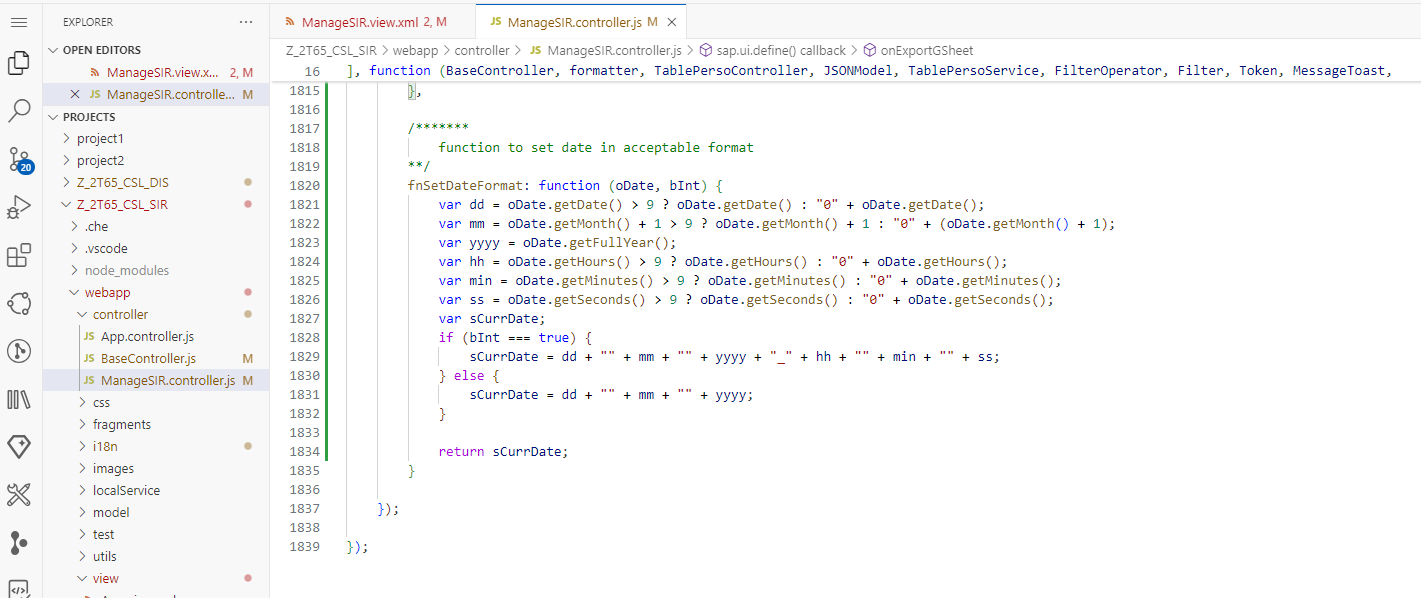 EXPLORER ...
OPEN EDITORS
ManageSIR.view.x... 2, M
JS ManageSIR.controlle... M
PROJECTS
project1
project2
Z_2T65_CSL_DIS
Z_2T65_CSL_SIR
.che
.vscode
node_modules
webapp
controller
JS App.controller.js
JS BaseController.js M
JS ManageSIR.controller.js M
css
fragments
i18n
images
localService
model
test
utils
view
20
ManageSIR.view.xml 2, M
JS ManageSIR.controller.js M
Z_2T65_CSL_SIR > webapp > controller > JS ManageSIR.controller.js > sap.ui.define() callback > onExportGSheet
16 ], function (BaseController, formatter, TablePersoController, JSONModel, TablePersoService, FilterOperator, Filter, Token, MessageToast,
1815 },
1816
1817 /*******
1818 function to set date in acceptable format
1819 **/
1820 fnSetDateFormat: function (oDate, bInt) {
1821 var dd = oDate.getDate() > 9 ? oDate.getDate() : "0" + oDate.getDate();
1822 var mm = oDate.getMonth() + 1 > 9 ? oDate.getMonth() + 1 : "0" + (oDate.getMonth() + 1);
1823 var yyyy = oDate.getFullYear();
1824 var hh = oDate.getHours() > 9 ? oDate.getHours() : "0" + oDate.getHours();
1825 var min = oDate.getMinutes() > 9 ? oDate.getMinutes() : "0" + oDate.getMinutes();
1826 var ss = oDate.getSeconds() > 9 ? oDate.getSeconds() : "0" + oDate.getSeconds();
1827 var sCurrDate;
1828 if (bInt === true) {
1829 sCurrDate = dd + "" + mm + "" + yyyy + "_" + hh + "" + min + "" + ss;
1830 } else {
1831 sCurrDate = dd + "" + mm + "" + yyyy;
1832 }
1833
1834 return sCurrDate;
1835 }
1836
1837 });
1838
1839 });